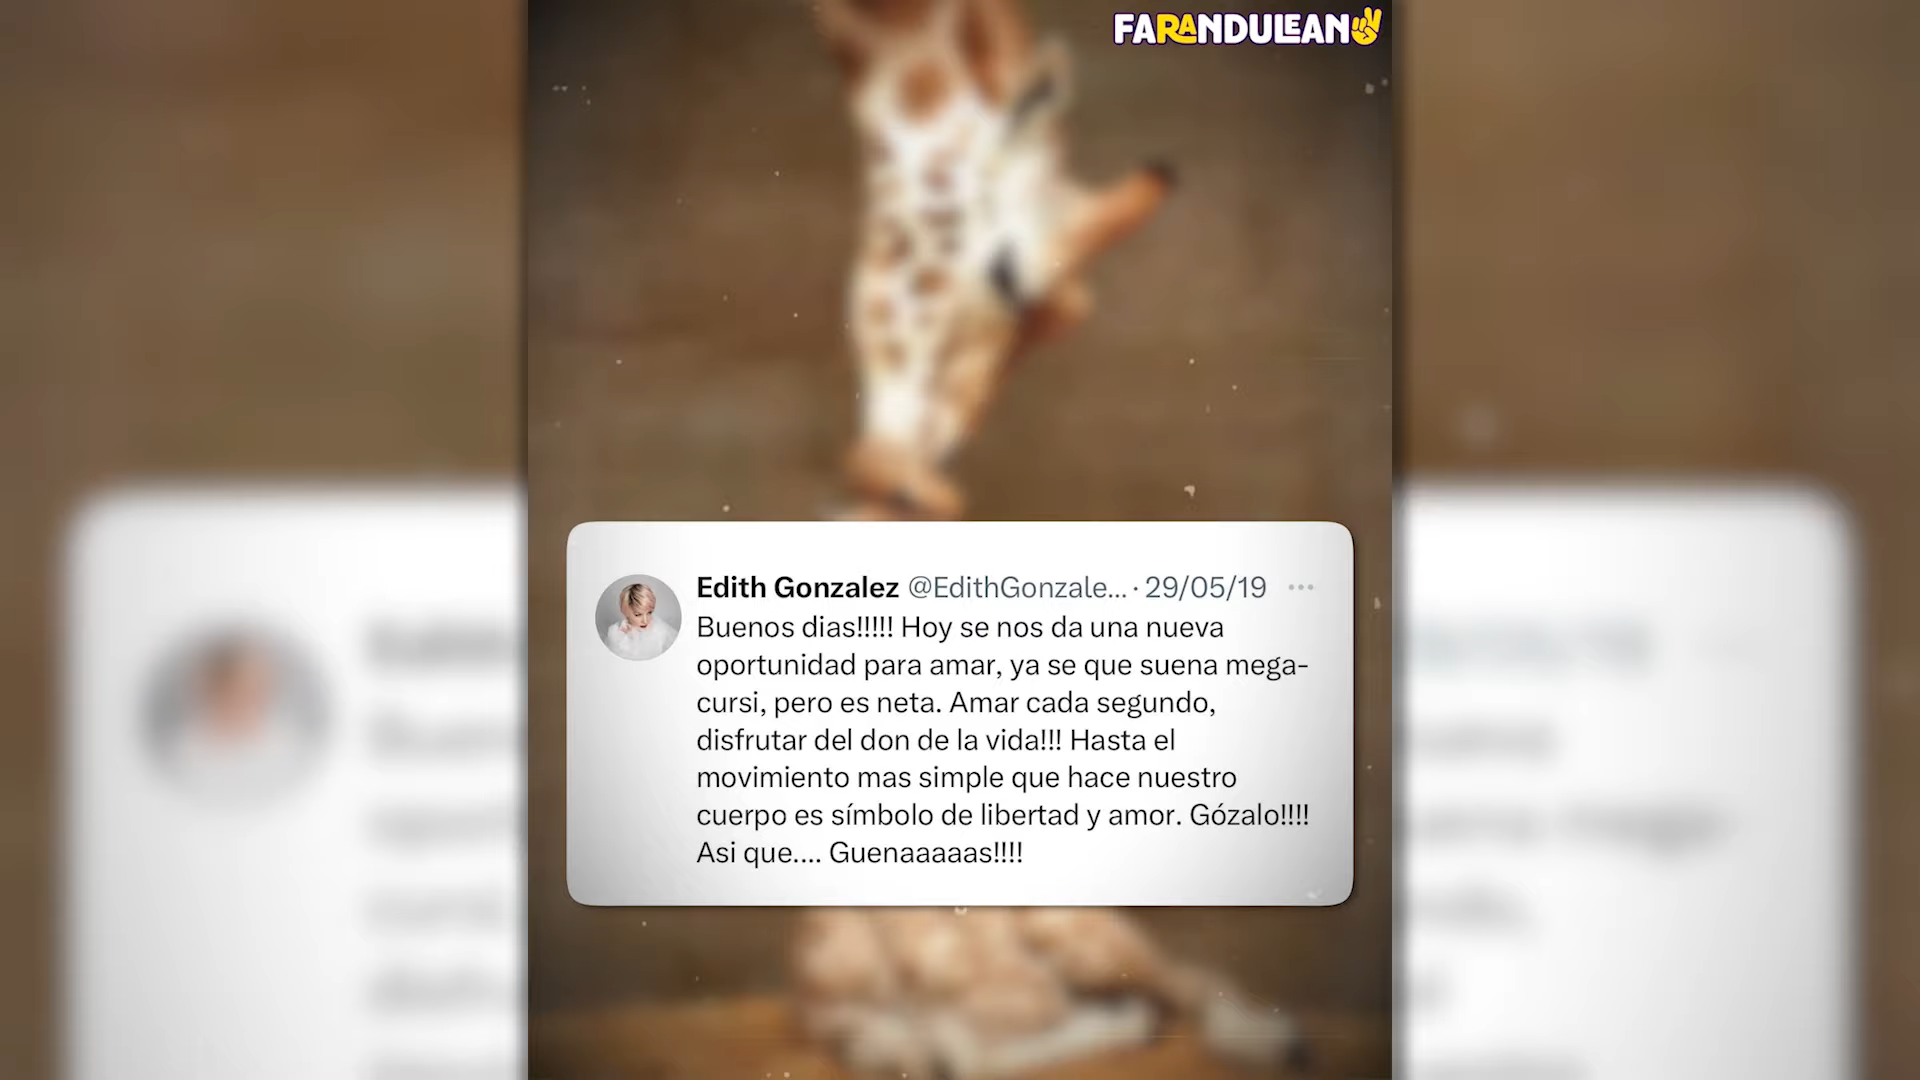 FARANDULEANDO
Edith Gonzalez @EdithGonzale... · 29/05/19
Buenos dias!!!!! Hoy se nos da una nueva
oportunidad para amar, ya se que suena mega-
cursi, pero es neta. Amar cada segundo,
disfrutar del don de la vida!!! Hasta el
movimiento mas simple que hace nuestro
cuerpo es símbolo de libertad y amor. Gózalo!!!!
Asi que.... Guenaaaaas!!!!